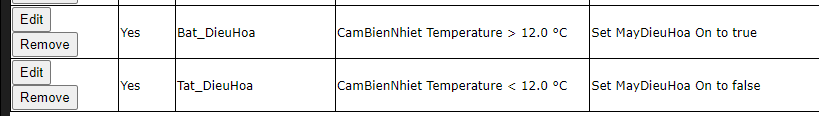 Edit
Remove
Yes
Bat_DieuHoa
CamBienNhiet Temperature > 12.0 °C
Set MayDieuHoa On to true
Edit
Remove
Yes
Tat_DieuHoa
CamBienNhiet Temperature < 12.0 °C
Set MayDieuHoa On to false